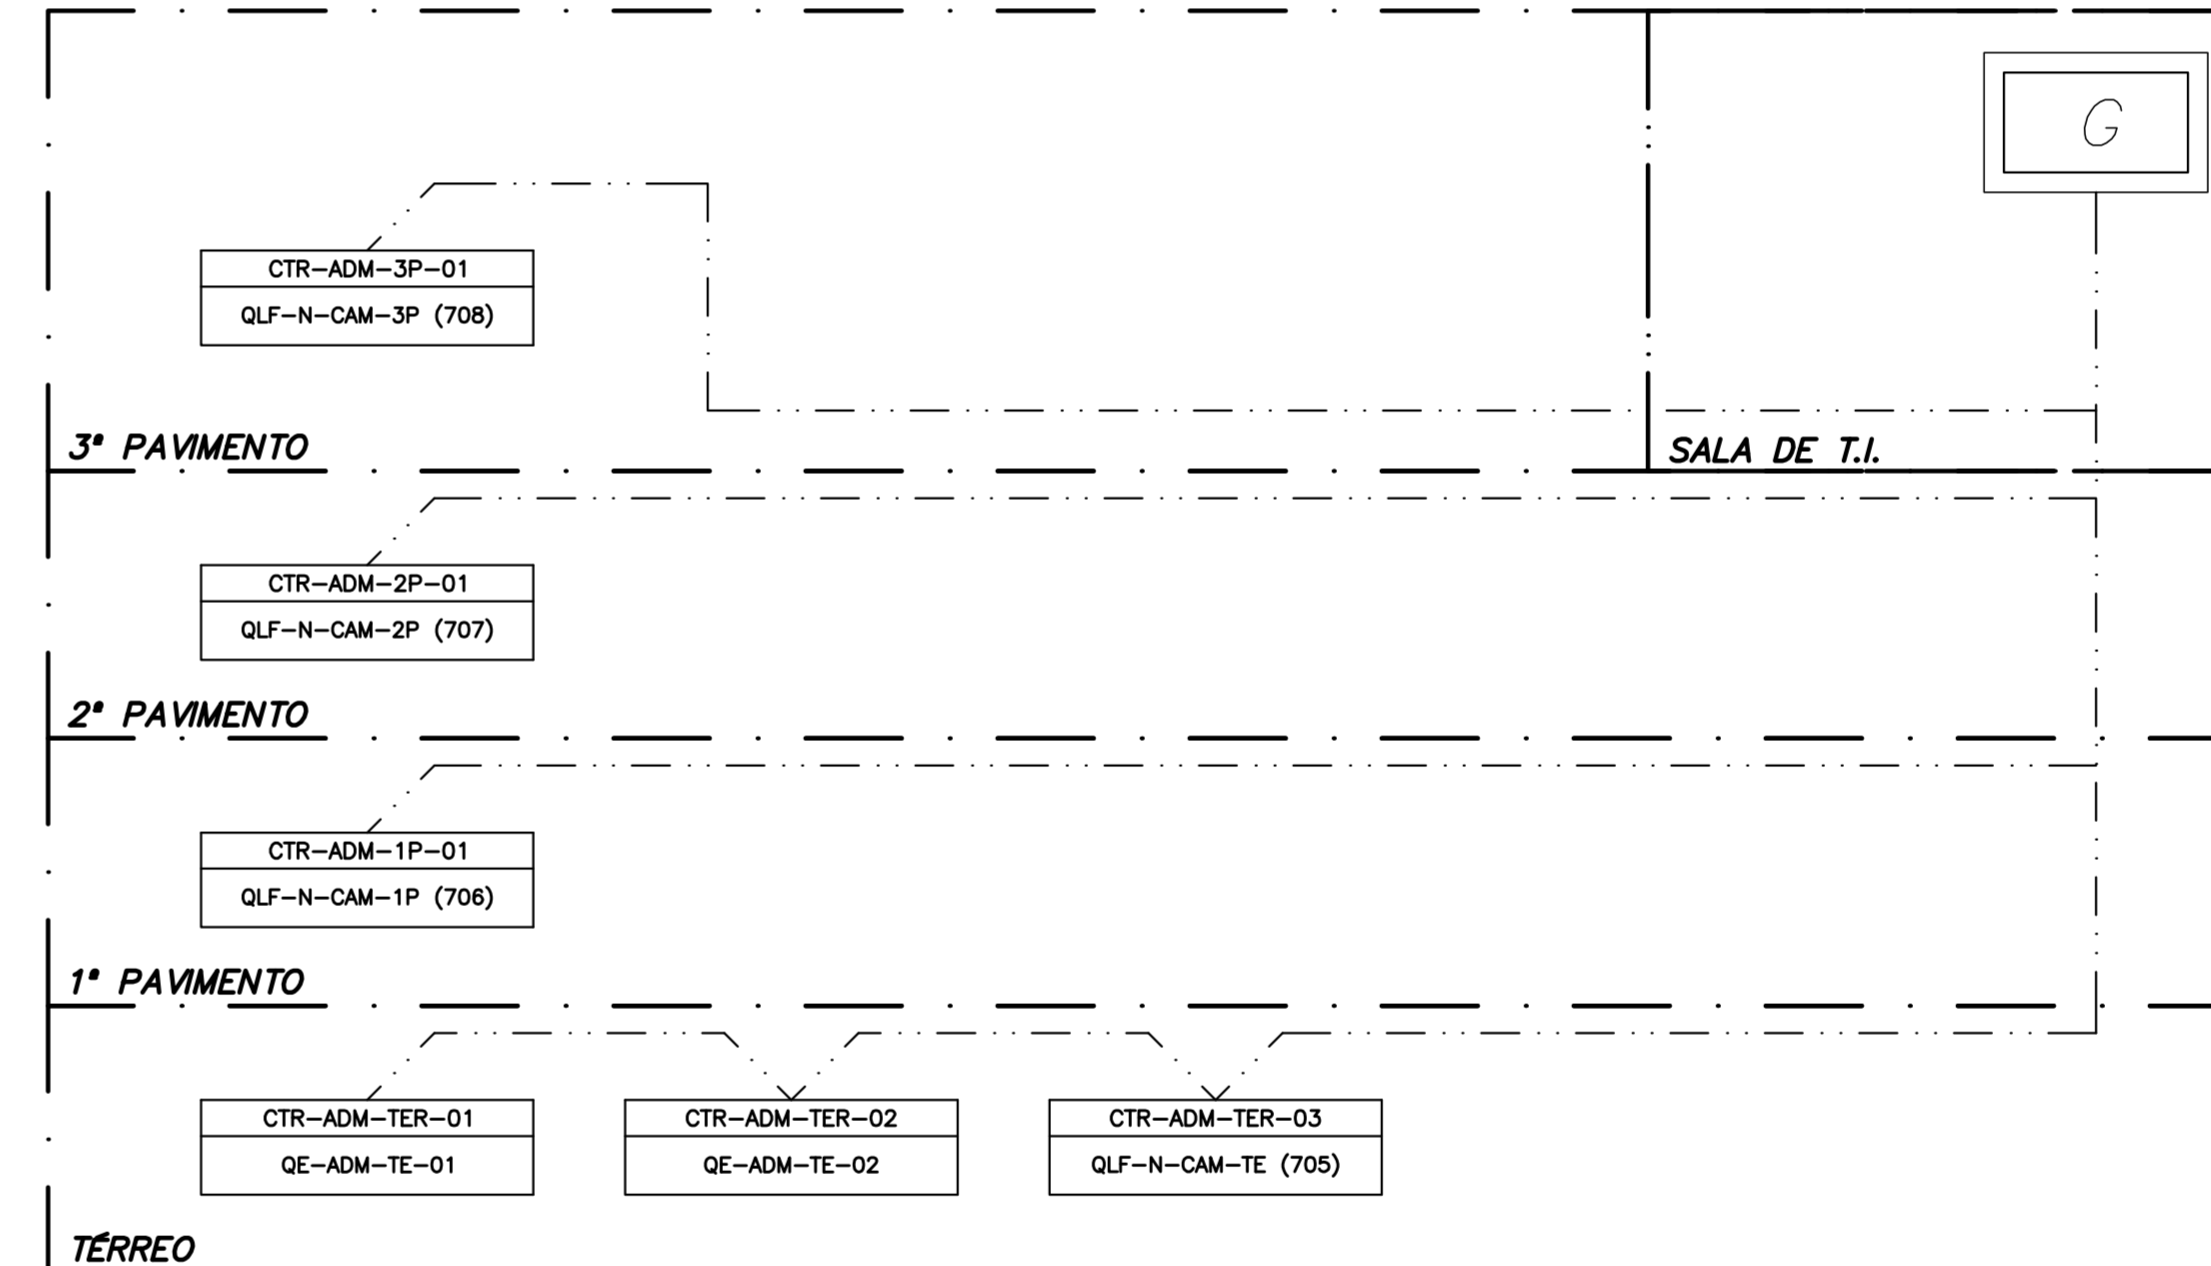 G
CTR-ADM-3P-01
QLF-N-CAM-3P (708)
3º PAVIMENTO
SALA DE T.I.
CTR-ADM-2P-01
QLF-N-CAM-2P (707)
2º PAVIMENTO
CTR-ADM-1P-01
QLF-N-CAM-1P (706)
1º PAVIMENTO
CTR-ADM-TER-01
QE-ADM-TE-01
CTR-ADM-TER-02
QE-ADM-TE-02
CTR-ADM-TER-03
QLF-N-CAM-TE (705)
TÉRREO